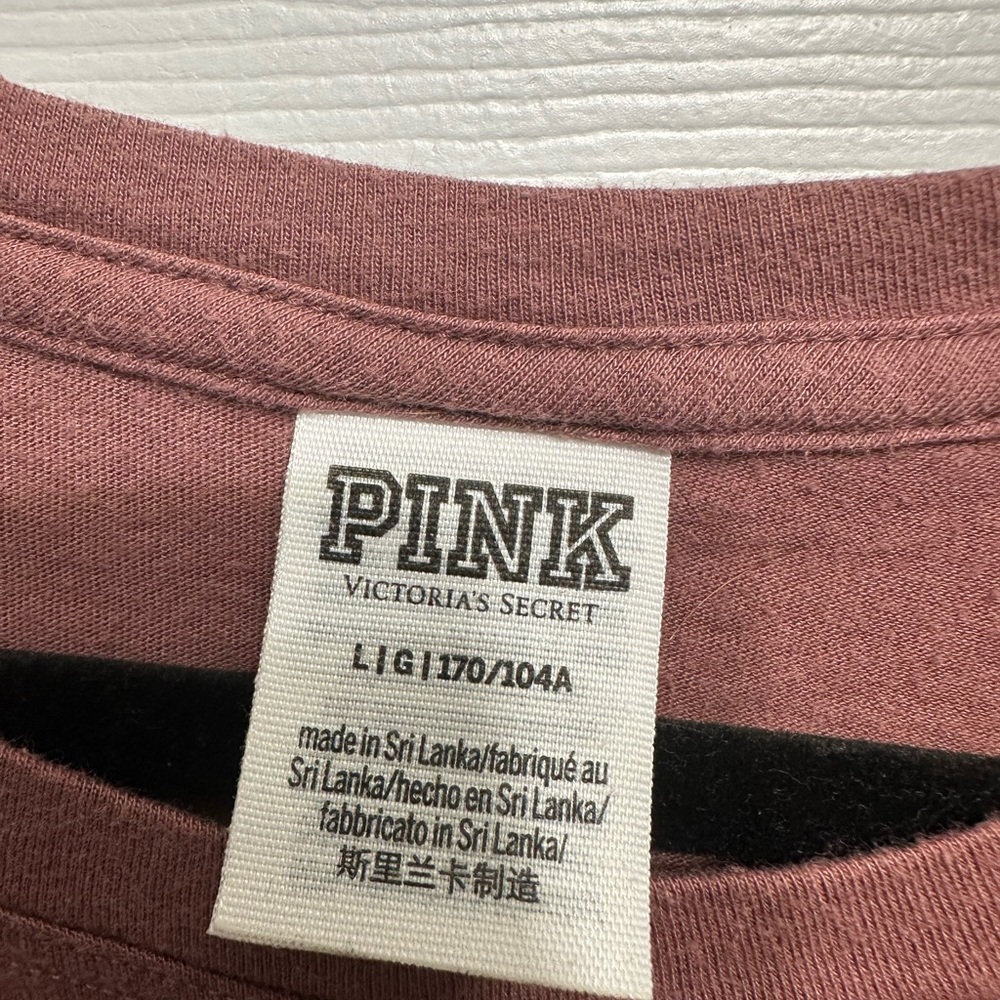 PINK
VICTORIA'S SECRET
L | G | 170/104A
made in Sri Lanka/fabriqué au
Sri Lanka/hecho en Sri Lanka/
fabbricato in Sri Lanka/
斯里兰卡制造